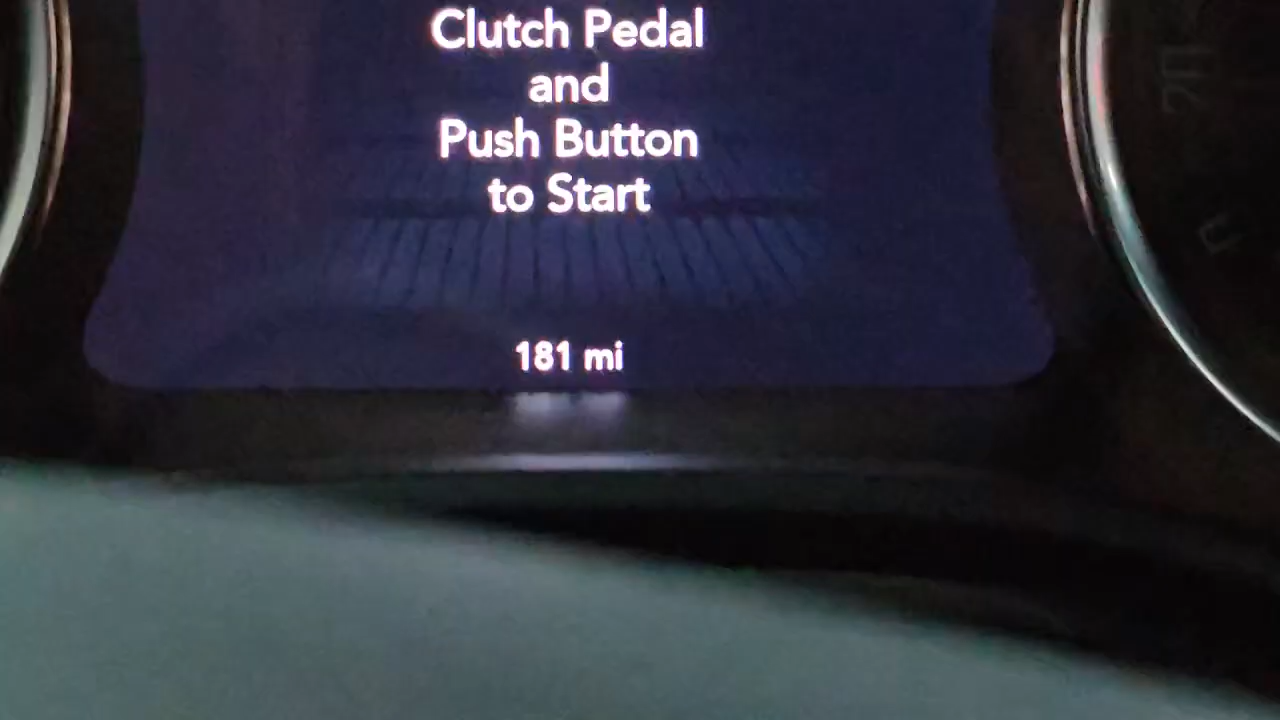 Clutch Pedal
and
Push Button
to Start
181 mi